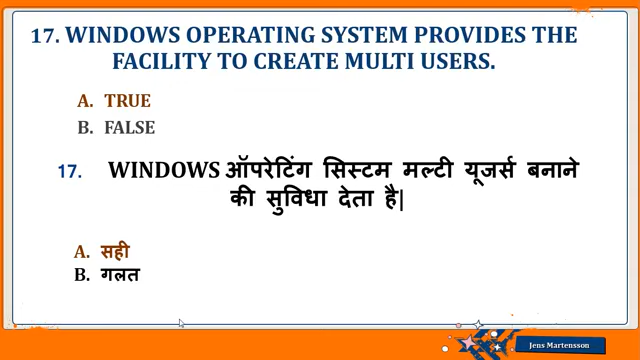 17. WINDOWS OPERATING SYSTEM PROVIDES THE
FACILITY TO CREATE MULTI USERS.
A. TRUE
B. FALSE
17. WINDOWS ऑपरेटिंग सिस्टम मल्टी यूजर्स बनाने
की सुविधा देता है|
A. सही
B. गलत
Jens Martensson